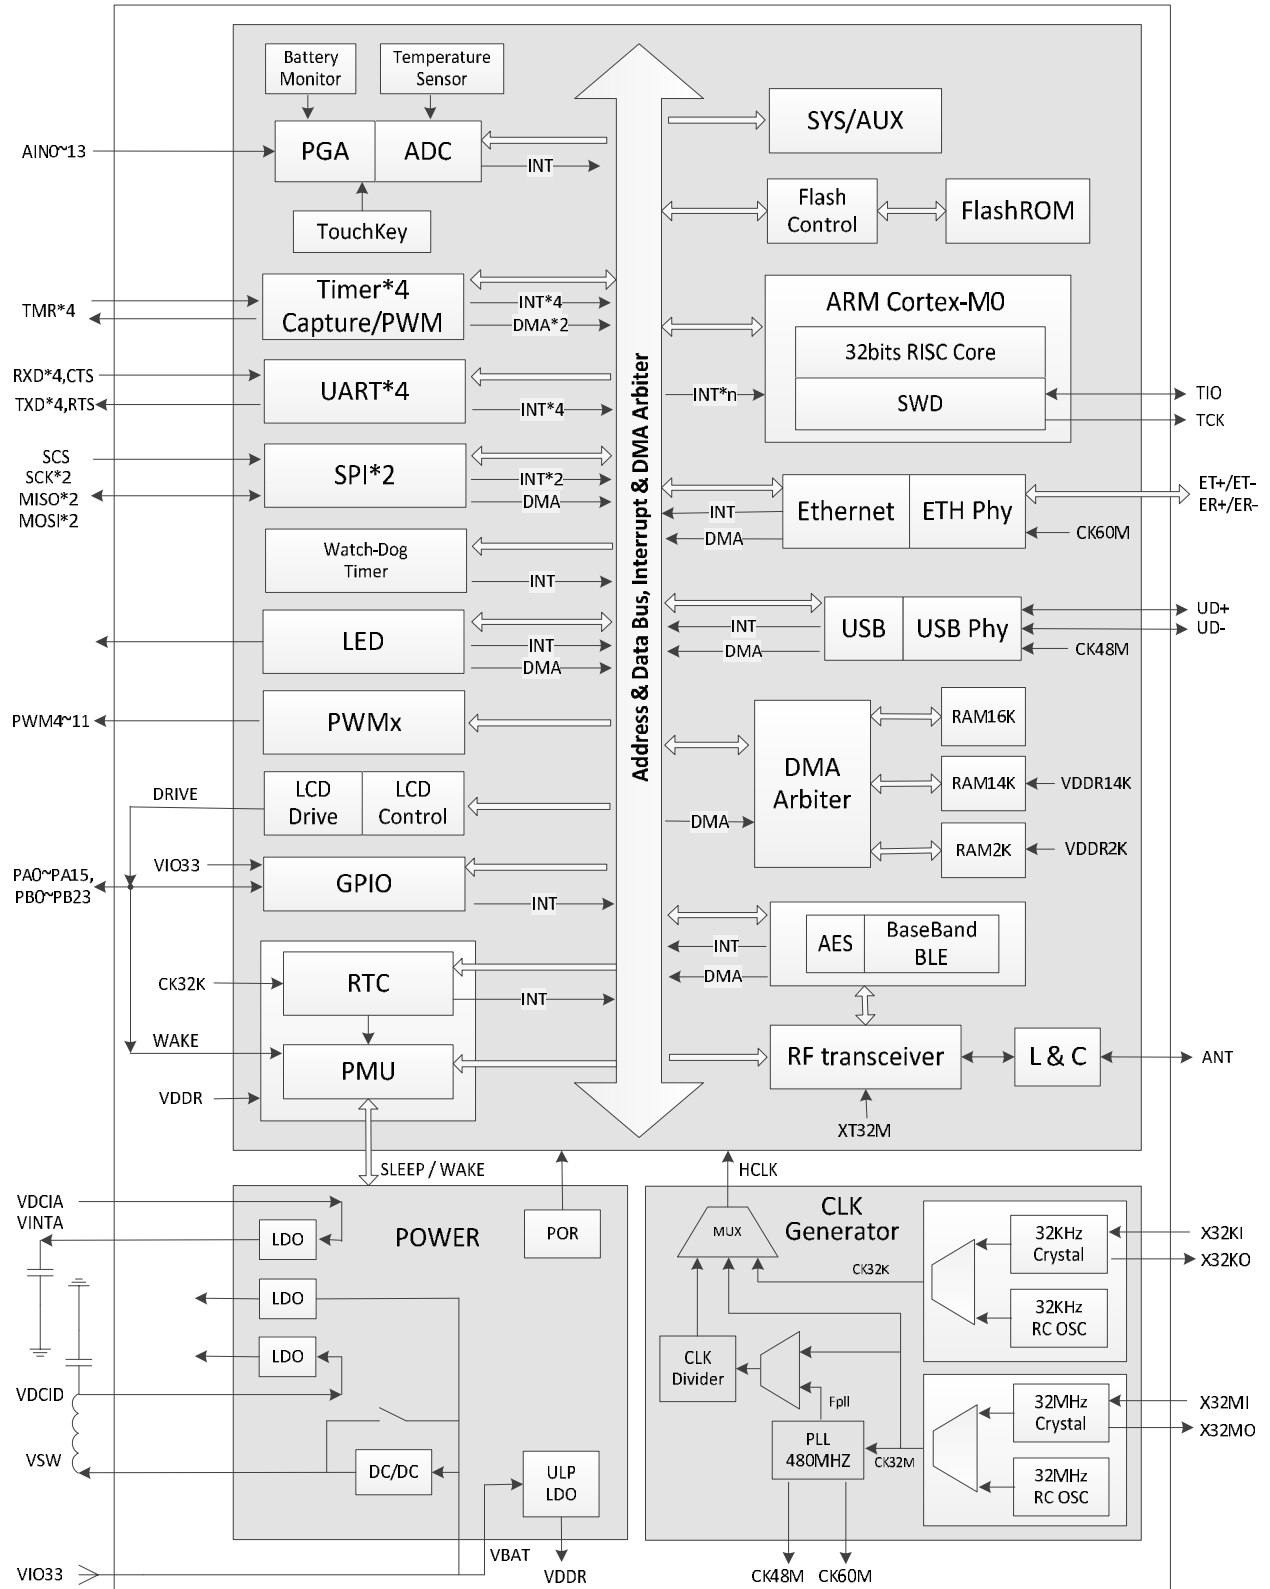 Battery
Monitor
Temperature
Sensor
AIN0~13
PGA
ADC
INT
TouchKey
TMR*4
Timer*4
Capture/PWM
INT*4
DMA*2
RXD*4,CTS
TXD*4,RTS
UART*4
INT*4
SCS
SCK*2
MISO*2
MOSI*2
SPI*2
INT*2
DMA
Watch-Dog
Timer
INT
LED
INT
DMA
PWM4~11
PWMx
DRIVE
LCD
Drive
LCD
Control
VIO33
PA0~PA15,
PB0~PB23
GPIO
INT
CK32K
RTC
INT
WAKE
PMU
VDDR
Address & Data Bus, Interrupt & DMA Arbiter
SYS/AUX
Flash
Control
FlashROM
ARM Cortex-M0
32bits RISC Core
SWD
INT*n
TIO
TCK
Ethernet
ETH Phy
INT
DMA
ET+/ET-
ER+/ER-
CK60M
USB
USB Phy
INT
DMA
UD+
UD-
CK48M
DMA
Arbiter
DMA
RAM16K
RAM14K
VDDR14K
RAM2K
VDDR2K
AES
BaseBand
BLE
INT
DMA
RF transceiver
L & C
ANT
XT32M
SLEEP / WAKE
HCLK
VDCIA
VINTA
LDO
POWER
POR
LDO
LDO
VDCID
VSW
DC/DC
ULP
LDO
VIO33
VBAT
VDDR
MUX
CLK
Generator
CK32K
32KHz
Crystal
32KHz
RC OSC
X32KI
X32KO
CLK
Divider
Fpll
PLL
480MHZ
CK32M
32MHz
Crystal
32MHz
RC OSC
X32MI
X32MO
CK48M
CK60M